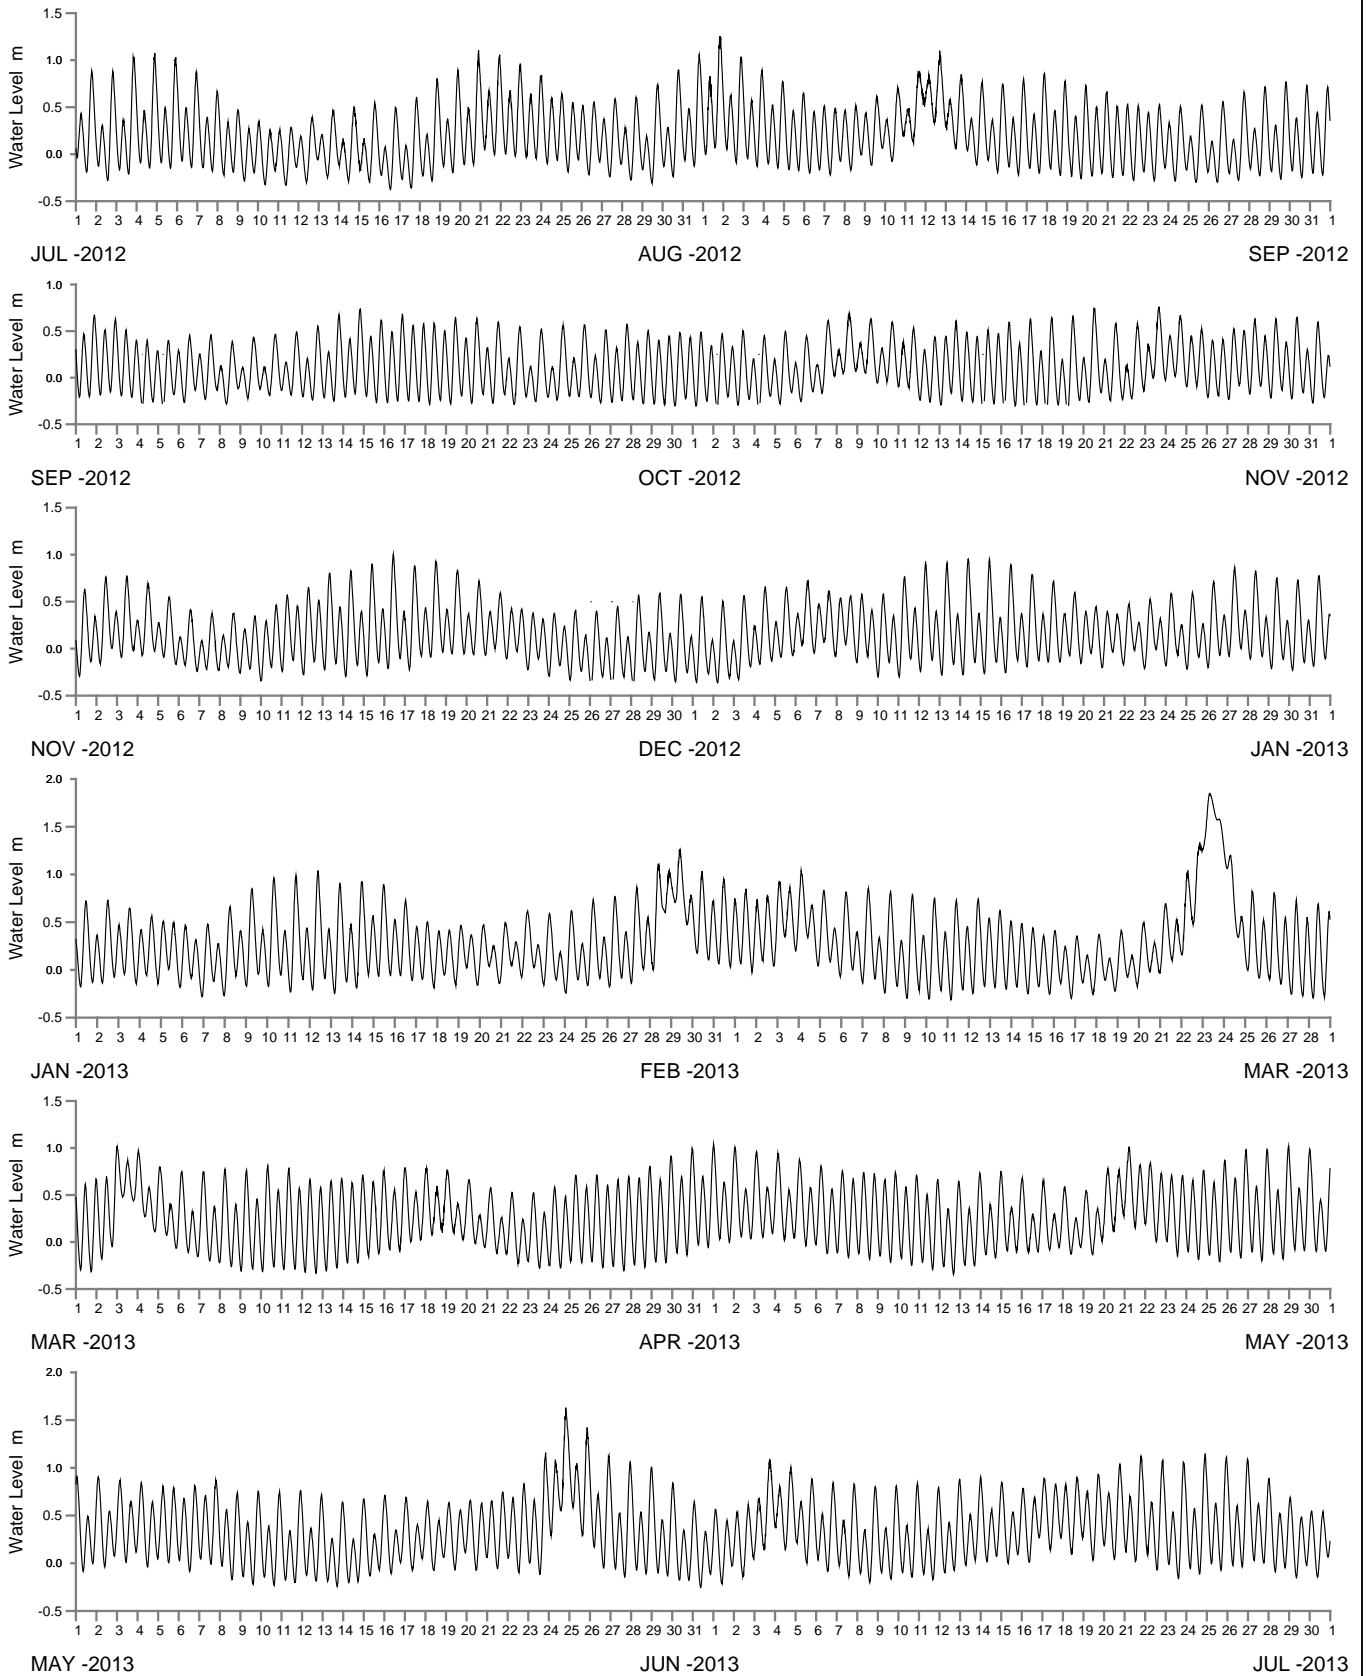 1.5
1.0
0.5
0.0
-0.5
Water Level m
1 2 3 4 5 6 7 8 9 10 11 12 13 14 15 16 17 18 19 20 21 22 23 24 25 26 27 28 29 30 31 1 2 3 4 5 6 7 8 9 10 11 12 13 14 15 16 17 18 19 20 21 22 23 24 25 26 27 28 29 30 31 1
JUL -2012 AUG -2012 SEP -2012
1.0
0.5
0.0
-0.5
Water Level m
1 2 3 4 5 6 7 8 9 10 11 12 13 14 15 16 17 18 19 20 21 22 23 24 25 26 27 28 29 30 1 2 3 4 5 6 7 8 9 10 11 12 13 14 15 16 17 18 19 20 21 22 23 24 25 26 27 28 29 30 31 1
SEP -2012 OCT -2012 NOV -2012
1.5
1.0
0.5
0.0
-0.5
Water Level m
1 2 3 4 5 6 7 8 9 10 11 12 13 14 15 16 17 18 19 20 21 22 23 24 25 26 27 28 29 30 1 2 3 4 5 6 7 8 9 10 11 12 13 14 15 16 17 18 19 20 21 22 23 24 25 26 27 28 29 30 31 1
NOV -2012 DEC -2012 JAN -2013
2.0
1.5
1.0
0.5
0.0
-0.5
Water Level m
1 2 3 4 5 6 7 8 9 10 11 12 13 14 15 16 17 18 19 20 21 22 23 24 25 26 27 28 29 30 31 1 2 3 4 5 6 7 8 9 10 11 12 13 14 15 16 17 18 19 20 21 22 23 24 25 26 27 28 1
JAN -2013 FEB -2013 MAR -2013
1.5
1.0
0.5
0.0
-0.5
Water Level m
1 2 3 4 5 6 7 8 9 10 11 12 13 14 15 16 17 18 19 20 21 22 23 24 25 26 27 28 29 30 31 1 2 3 4 5 6 7 8 9 10 11 12 13 14 15 16 17 18 19 20 21 22 23 24 25 26 27 28 29 30 1
MAR -2013 APR -2013 MAY -2013
2.0
1.5
1.0
0.5
0.0
-0.5
Water Level m
1 2 3 4 5 6 7 8 9 10 11 12 13 14 15 16 17 18 19 20 21 22 23 24 25 26 27 28 29 30 31 1 2 3 4 5 6 7 8 9 10 11 12 13 14 15 16 17 18 19 20 21 22 23 24 25 26 27 28 29 30 1
MAY -2013 JUN -2013 JUL -2013